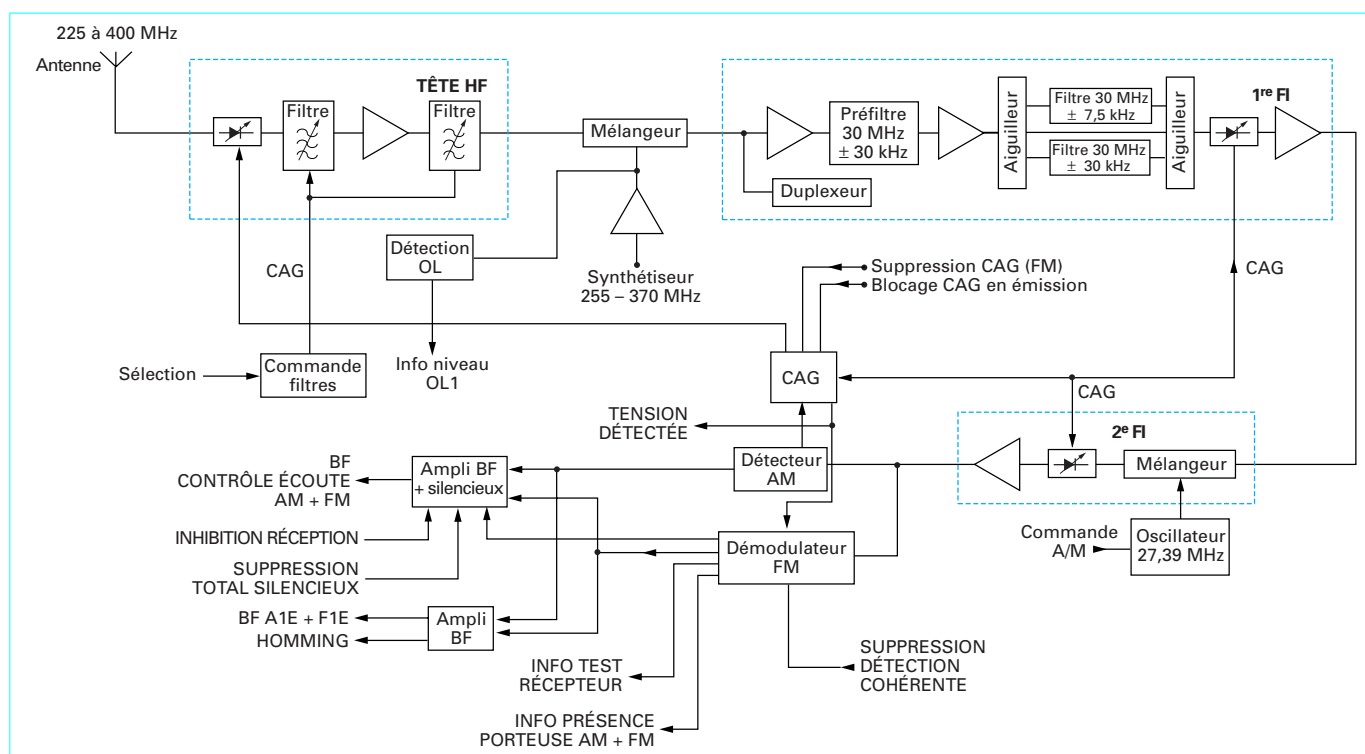 225 à 400 MHz
Antenne
TÊTE HF
Filtre
Filtre
Mélangeur
Préfiltre
30 MHz
± 30 kHz
Aiguilleur
Filtre 30 MHz
± 7,5 kHz
Filtre 30 MHz
± 30 kHz
Aiguilleur
1re FI
Duplexeur
CAG
Détection
OL
Synthétiseur
255 – 370 MHz
Suppression CAG (FM)
Blocage CAG en émission
CAG
Sélection
Commande
filtres
Info niveau
OL1
CAG
CAG
TENSION
DÉTECTÉE
2e FI
BF
CONTRÔLE ÉCOUTE
AM + FM
Ampli BF
+ silencieux
Détecteur
AM
Mélangeur
INHIBITION RÉCEPTION
Démodulateur
FM
Commande
A/M
Oscillateur
27,39 MHz
SUPPRESSION
TOTAL SILENCIEUX
BF A1E + F1E
HOMMING
Ampli
BF
INFO TEST
RÉCEPTEUR
SUPPRESSION
DÉTECTION
COHÉRENTE
INFO PRÉSENCE
PORTEUSE AM + FM